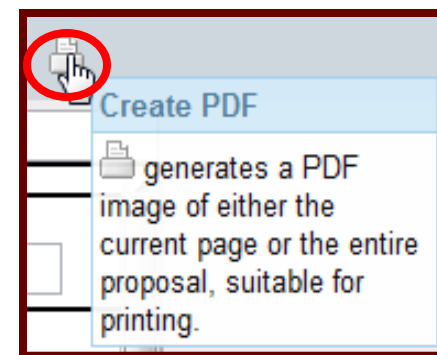 Create PDF
generates a PDF
image of either the
current page or the entire
proposal, suitable for
printing.